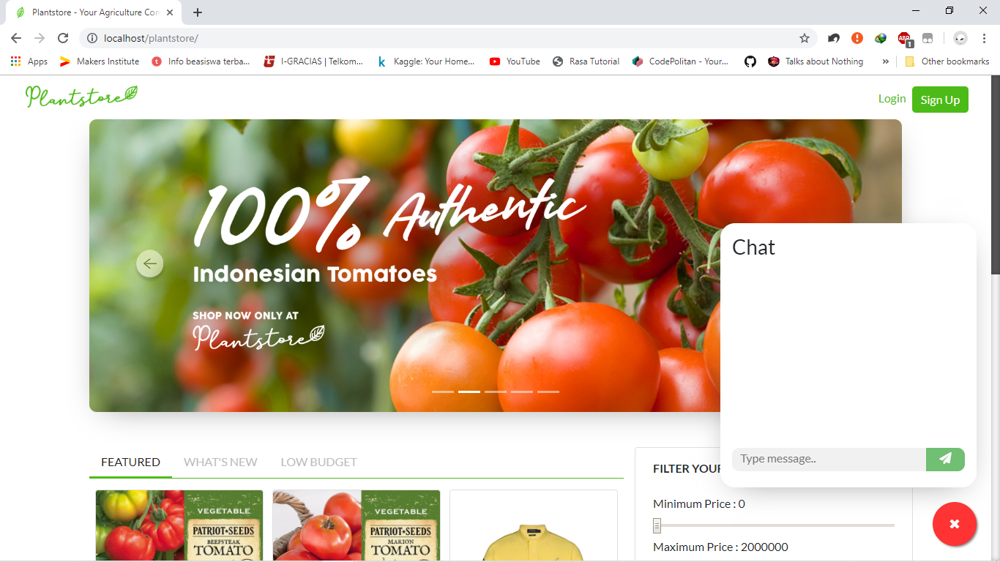 Plantstore - Your Agriculture Con
localhost/plantstore/
ABP
1
Apps
Makers Institute
Info beasiswa terba...
I-GRACIAS | Telkom...
Kaggle: Your Home...
YouTube
Rasa Tutorial
CodePolitan - Your...
Talks about Nothing
»
Other bookmarks
Plantstore
Login
Sign Up
100% Authentic
Indonesian Tomatoes
SHOP NOW ONLY AT
Plantstore
Chat
Type message..
FEATURED
WHAT'S NEW
LOW BUDGET
FILTER YOUR
Minimum Price : 0
Maximum Price : 2000000
VEGETABLE
PATRIOT SEEDS
BEEFSTEAK
TOMATO
VEGETABLE
PATRIOT SEEDS
MARION
TOMATO